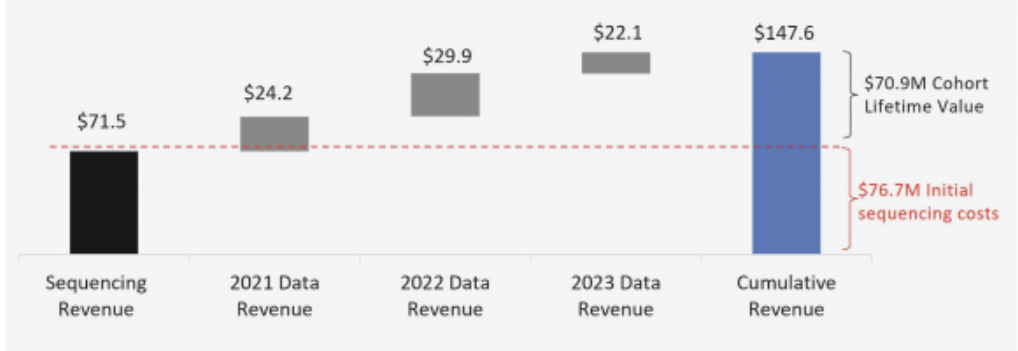 $71.5
$24.2
$29.9
$22.1
$147.6
$70.9M Cohort
Lifetime Value
$76.7M Initial
sequencing costs
Sequencing
Revenue
2021 Data
Revenue
2022 Data
Revenue
2023 Data
Revenue
Cumulative
Revenue